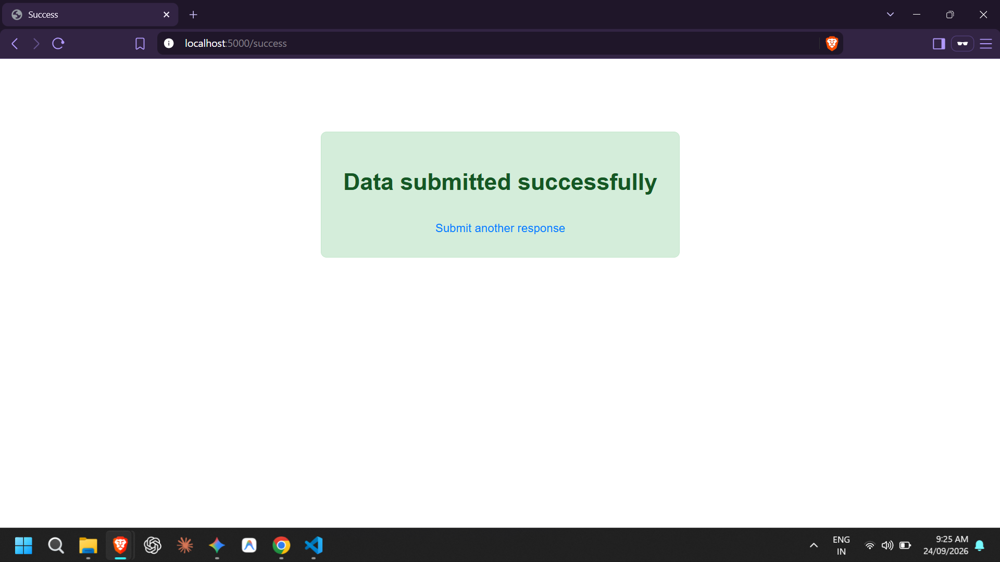 Success
localhost:5000/success
Data submitted successfully
Submit another response
ENG
IN
9:25 AM
24/09/2026